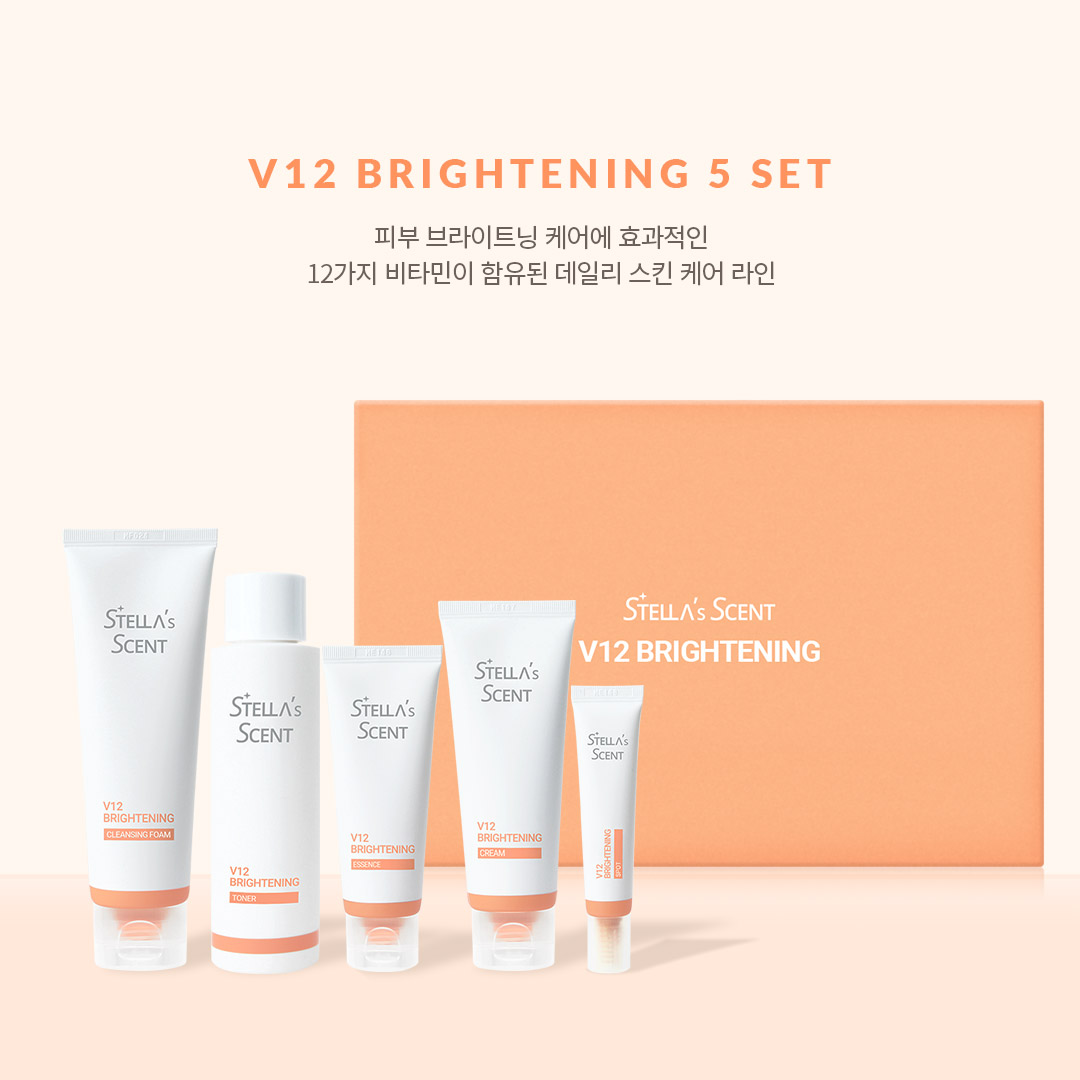 V12 BRIGHTENING 5 SET
피부 브라이트닝 케어에 효과적인
12가지 비타민이 함유된 데일리 스킨 케어 라인
STELLA's SCENT
V12 BRIGHTENING
STELLA's
SCENT
V12
BRIGHTENING
CLEANSING FOAM
STELLA's
SCENT
V12
BRIGHTENING
TONER
STELLA's
SCENT
V12
BRIGHTENING
ESSENCE
STELLA's
SCENT
V12
BRIGHTENING
CREAM
STELLA's
SCENT
V12
BRIGHTENING
SPOT